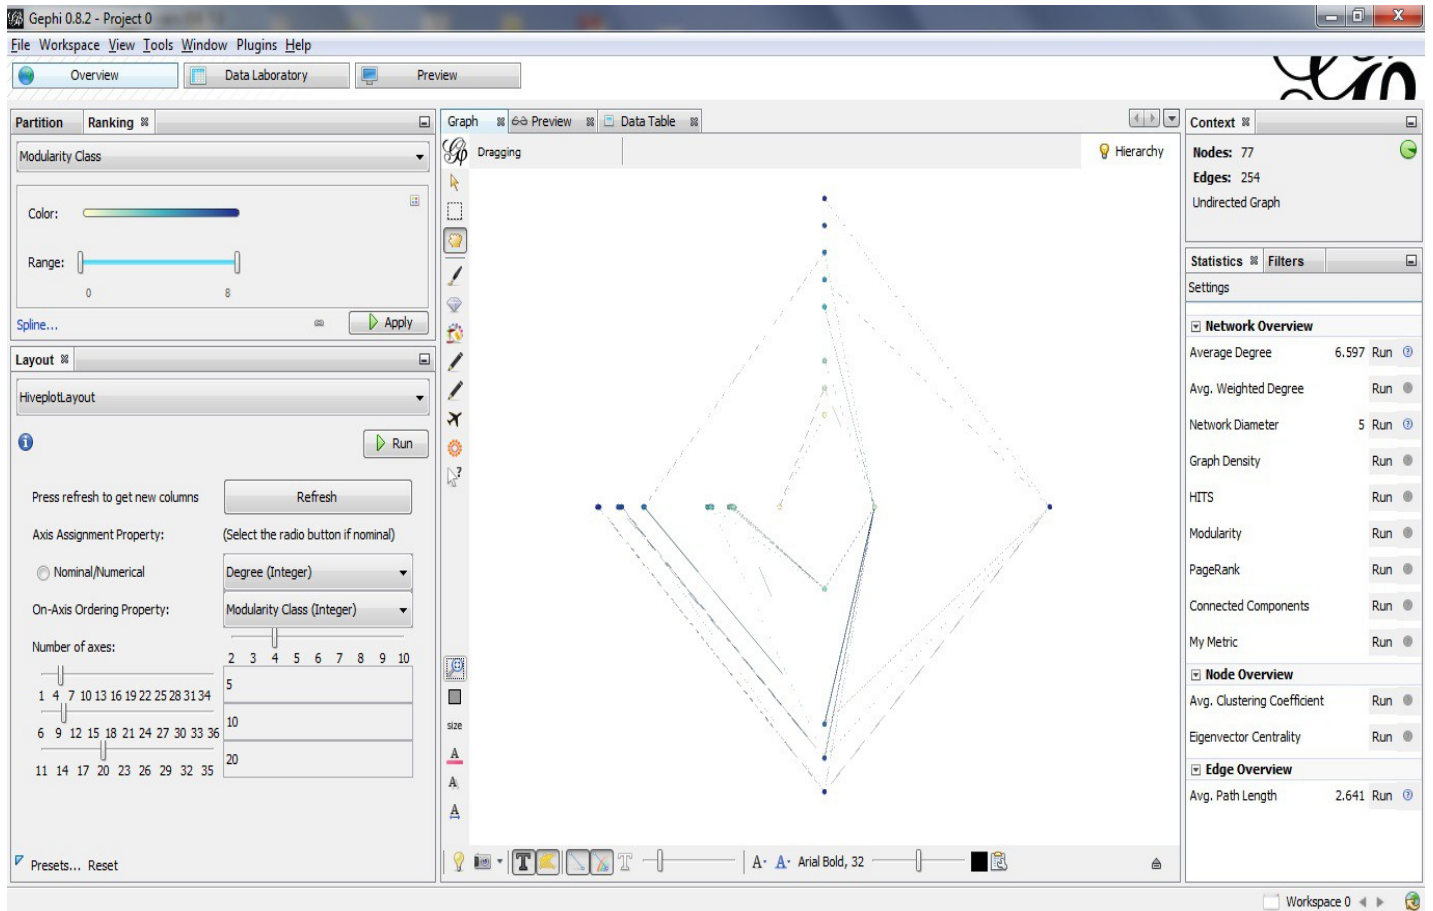 Gephi 0.8.2 - Project 0
File Workspace View Tools Window Plugins Help
Overview Data Laboratory Preview
Partition Ranking
Modularity Class
Color:
Range:
0 8
Spline...
Apply
Layout
HiveplotLayout
Run
Press refresh to get new columns Refresh
Axis Assignment Property: (Select the radio button if nominal)
Nominal/Numerical Degree (Integer)
On-Axis Ordering Property: Modularity Class (Integer)
Number of axes:
2 3 4 5 6 7 8 9 10
1 4 7 10 13 16 19 22 25 28 31 34 5
6 9 12 15 18 21 24 27 30 33 36 10
11 14 17 20 23 26 29 32 35 20
Presets... Reset
Graph Preview Data Table
Dragging Hierarchy
size
A
A
A
T T A- A- Arial Bold, 32
Context
Nodes: 77
Edges: 254
Undirected Graph
Statistics Filters
Settings
Network Overview
Average Degree 6.597 Run
Avg. Weighted Degree Run
Network Diameter 5 Run
Graph Density Run
HITS Run
Modularity Run
PageRank Run
Connected Components Run
My Metric Run
Node Overview
Avg. Clustering Coefficient Run
Eigenvector Centrality Run
Edge Overview
Avg. Path Length 2.641 Run
Workspace 0